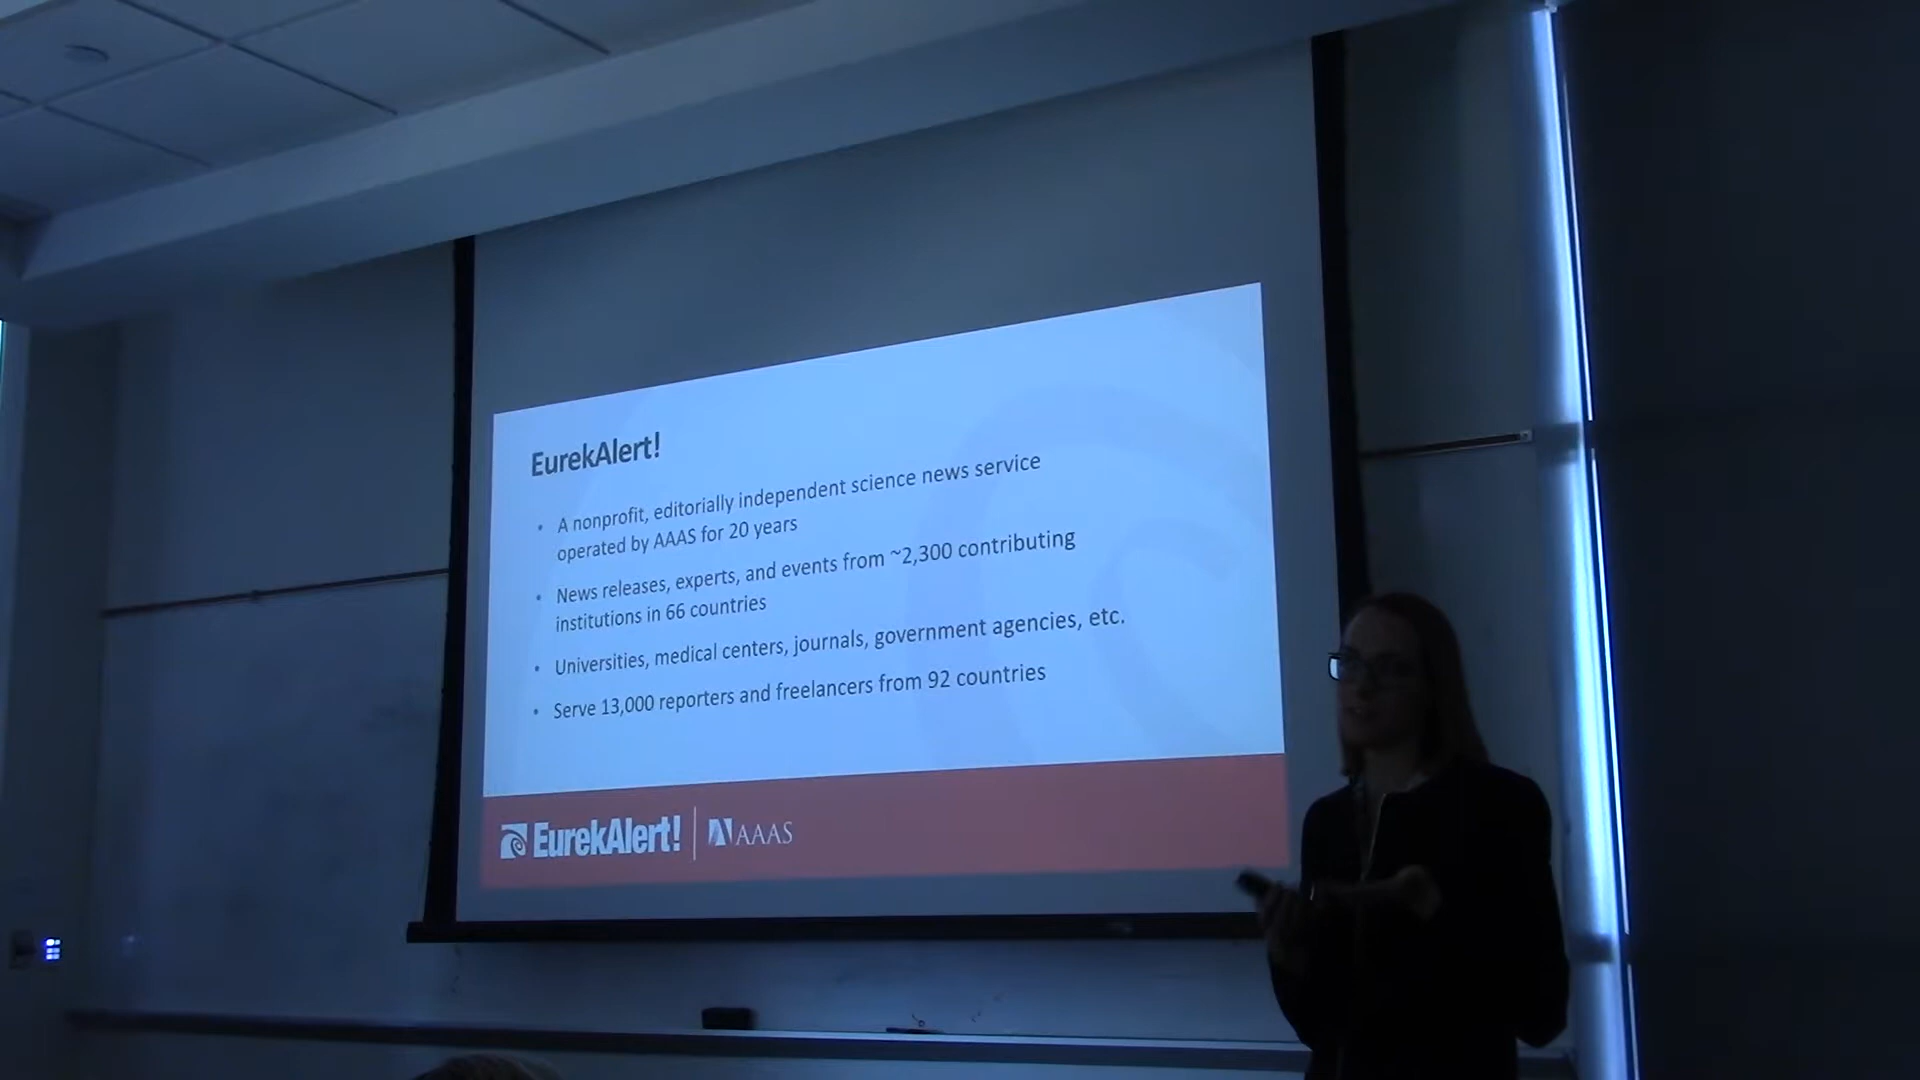 EurekAlert!
• A nonprofit, editorially independent science news service
operated by AAAS for 20 years
• News releases, experts, and events from ~2,300 contributing
institutions in 66 countries
• Universities, medical centers, journals, government agencies, etc.
• Serve 13,000 reporters and freelancers from 92 countries
EurekAlert! | AAAS